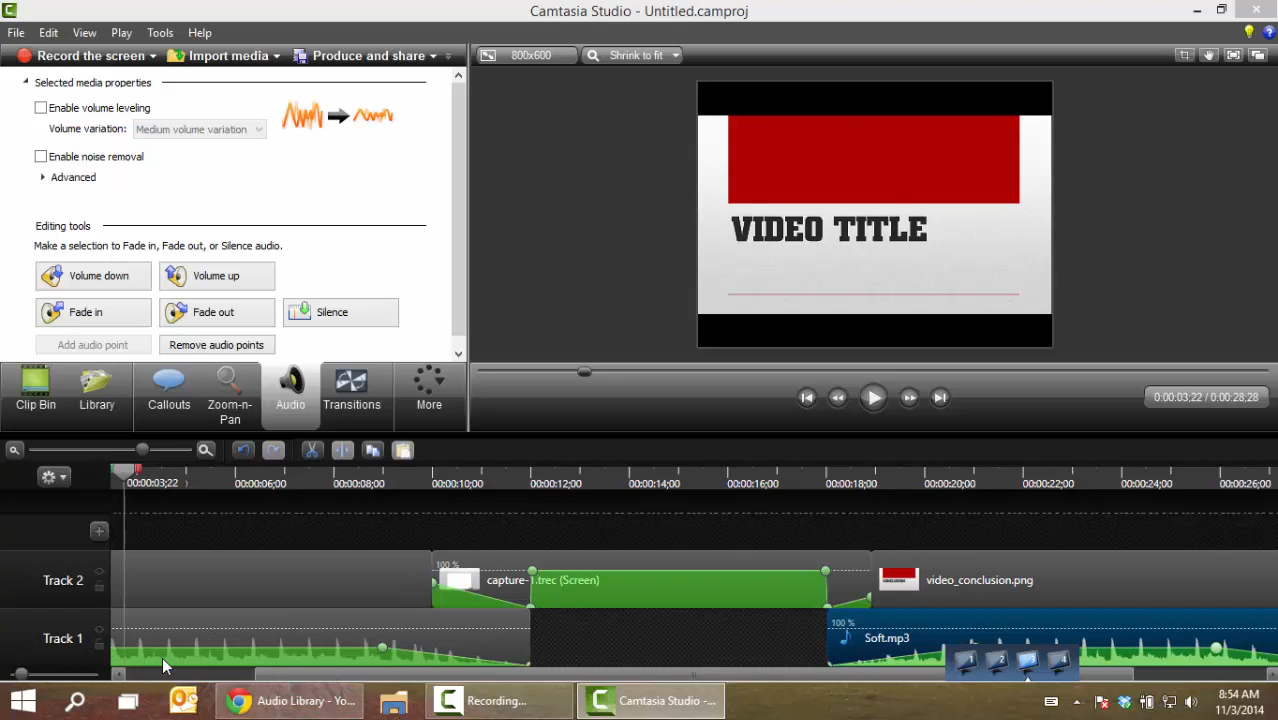 Camtasia Studio - Untitled.camproj
File Edit View Play Tools Help
Record the screen Import media Produce and share
800x600 Shrink to fit
Selected media properties
Enable volume leveling
Volume variation: Medium volume variation
Enable noise removal
Advanced
Editing tools
Make a selection to Fade in, Fade out, or Silence audio.
Volume down Volume up
Fade in Fade out Silence
Add audio point Remove audio points
VIDEO TITLE
Clip Bin Library Callouts Zoom-n-Pan Audio Transitions More
0:00:03;22 / 0:00:28;28
00:00:03;22 00:00:06;00 00:00:08;00 00:00:10;00 00:00:12;00 00:00:14;00 00:00:16;00 00:00:18;00 00:00:20;00 00:00:22;00 00:00:24;00 00:00:26;00
Track 2 100 % capture-1.trec (Screen) video_conclusion.png
Track 1 100 % Soft.mp3
1 2 4
Audio Library - Yo... Recording... Camtasia Studio -...
8:54 AM
11/3/2014